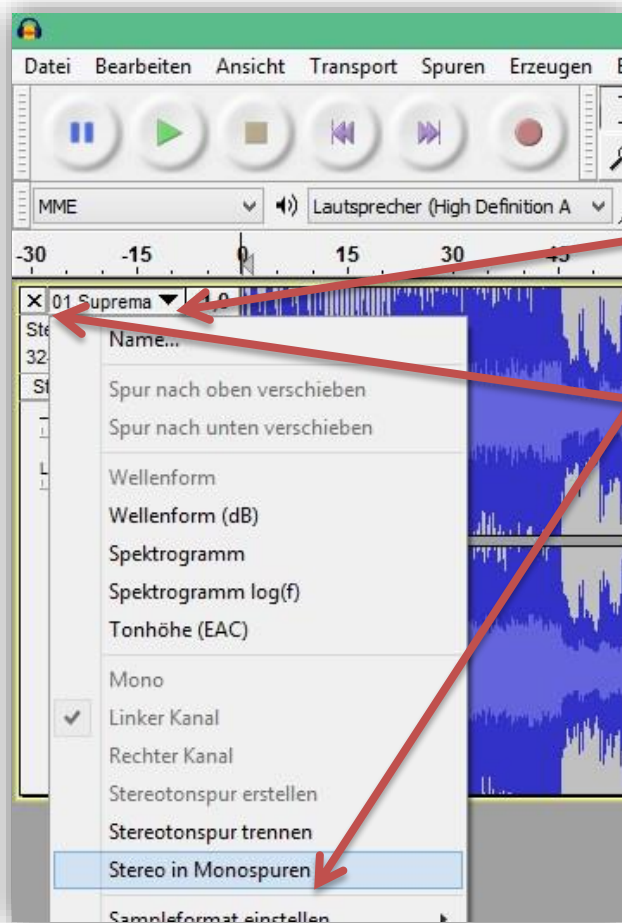 Datei Bearbeiten Ansicht Transport Spuren Erzeugen
MME Lautsprecher (High Definition A
-30 -15 0 15 30 45
01 Suprema 1,0
Name...
Spur nach oben verschieben
Spur nach unten verschieben
Wellenform
Wellenform (dB)
Spektrogramm
Spektrogramm log(f)
Tonhöhe (EAC)
Mono
Linker Kanal
Rechter Kanal
Stereotonspur erstellen
Stereotonspur trennen
Stereo in Monospuren
Sampleformat einstellen